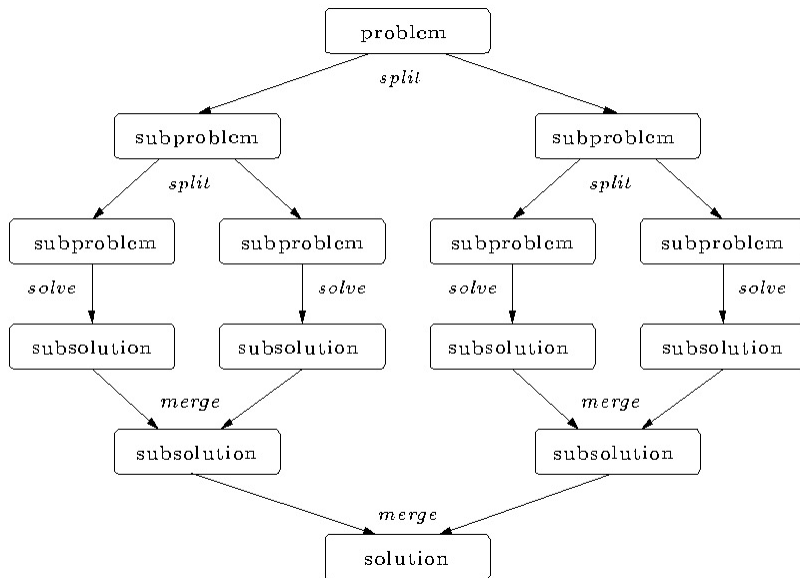 problem
split
subproblem subproblem
split split
subproblem subproblem subproblem subproblem
solve solve solve solve
subsolution subsolution subsolution subsolution
merge merge
subsolution subsolution
merge
solution